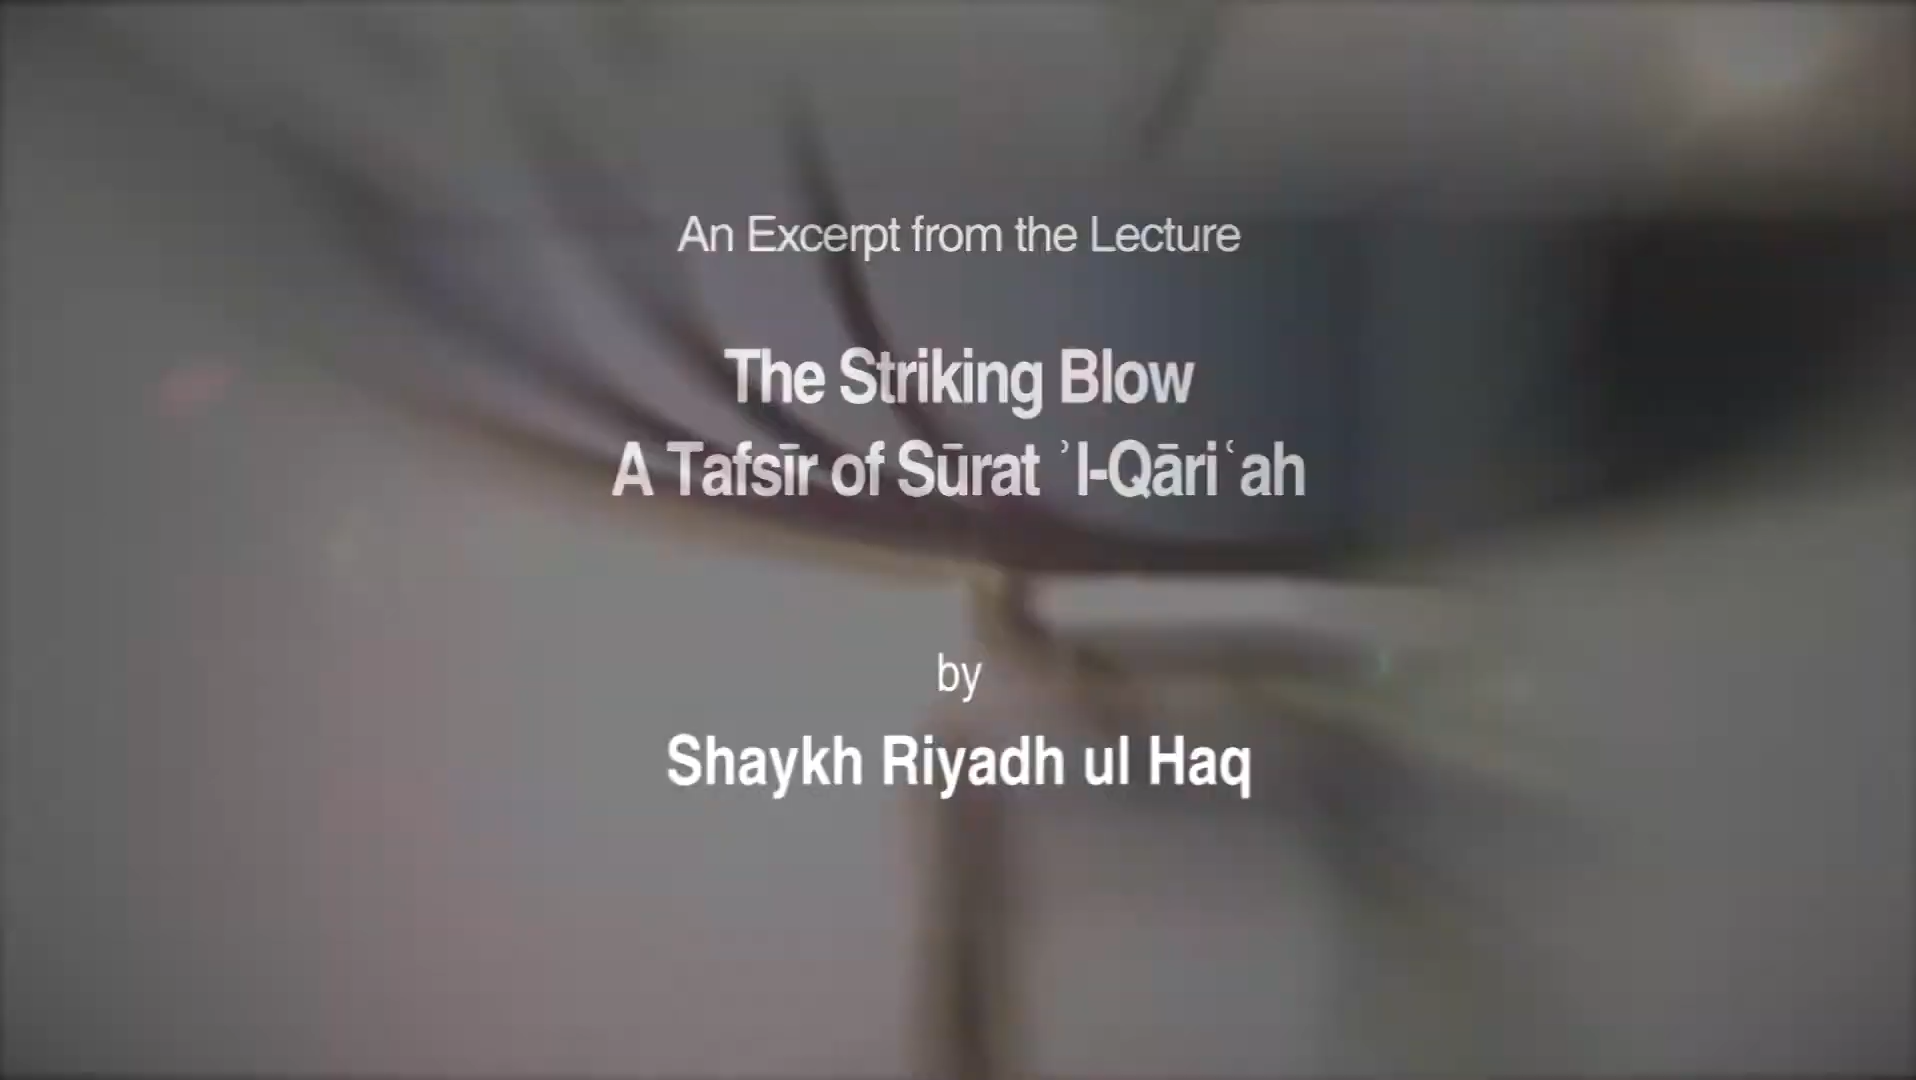 An Excerpt from the Lecture
The Striking Blow
A Tafsīr of Sūrat ʾl-Qāriʿah
by
Shaykh Riyadh ul Haq